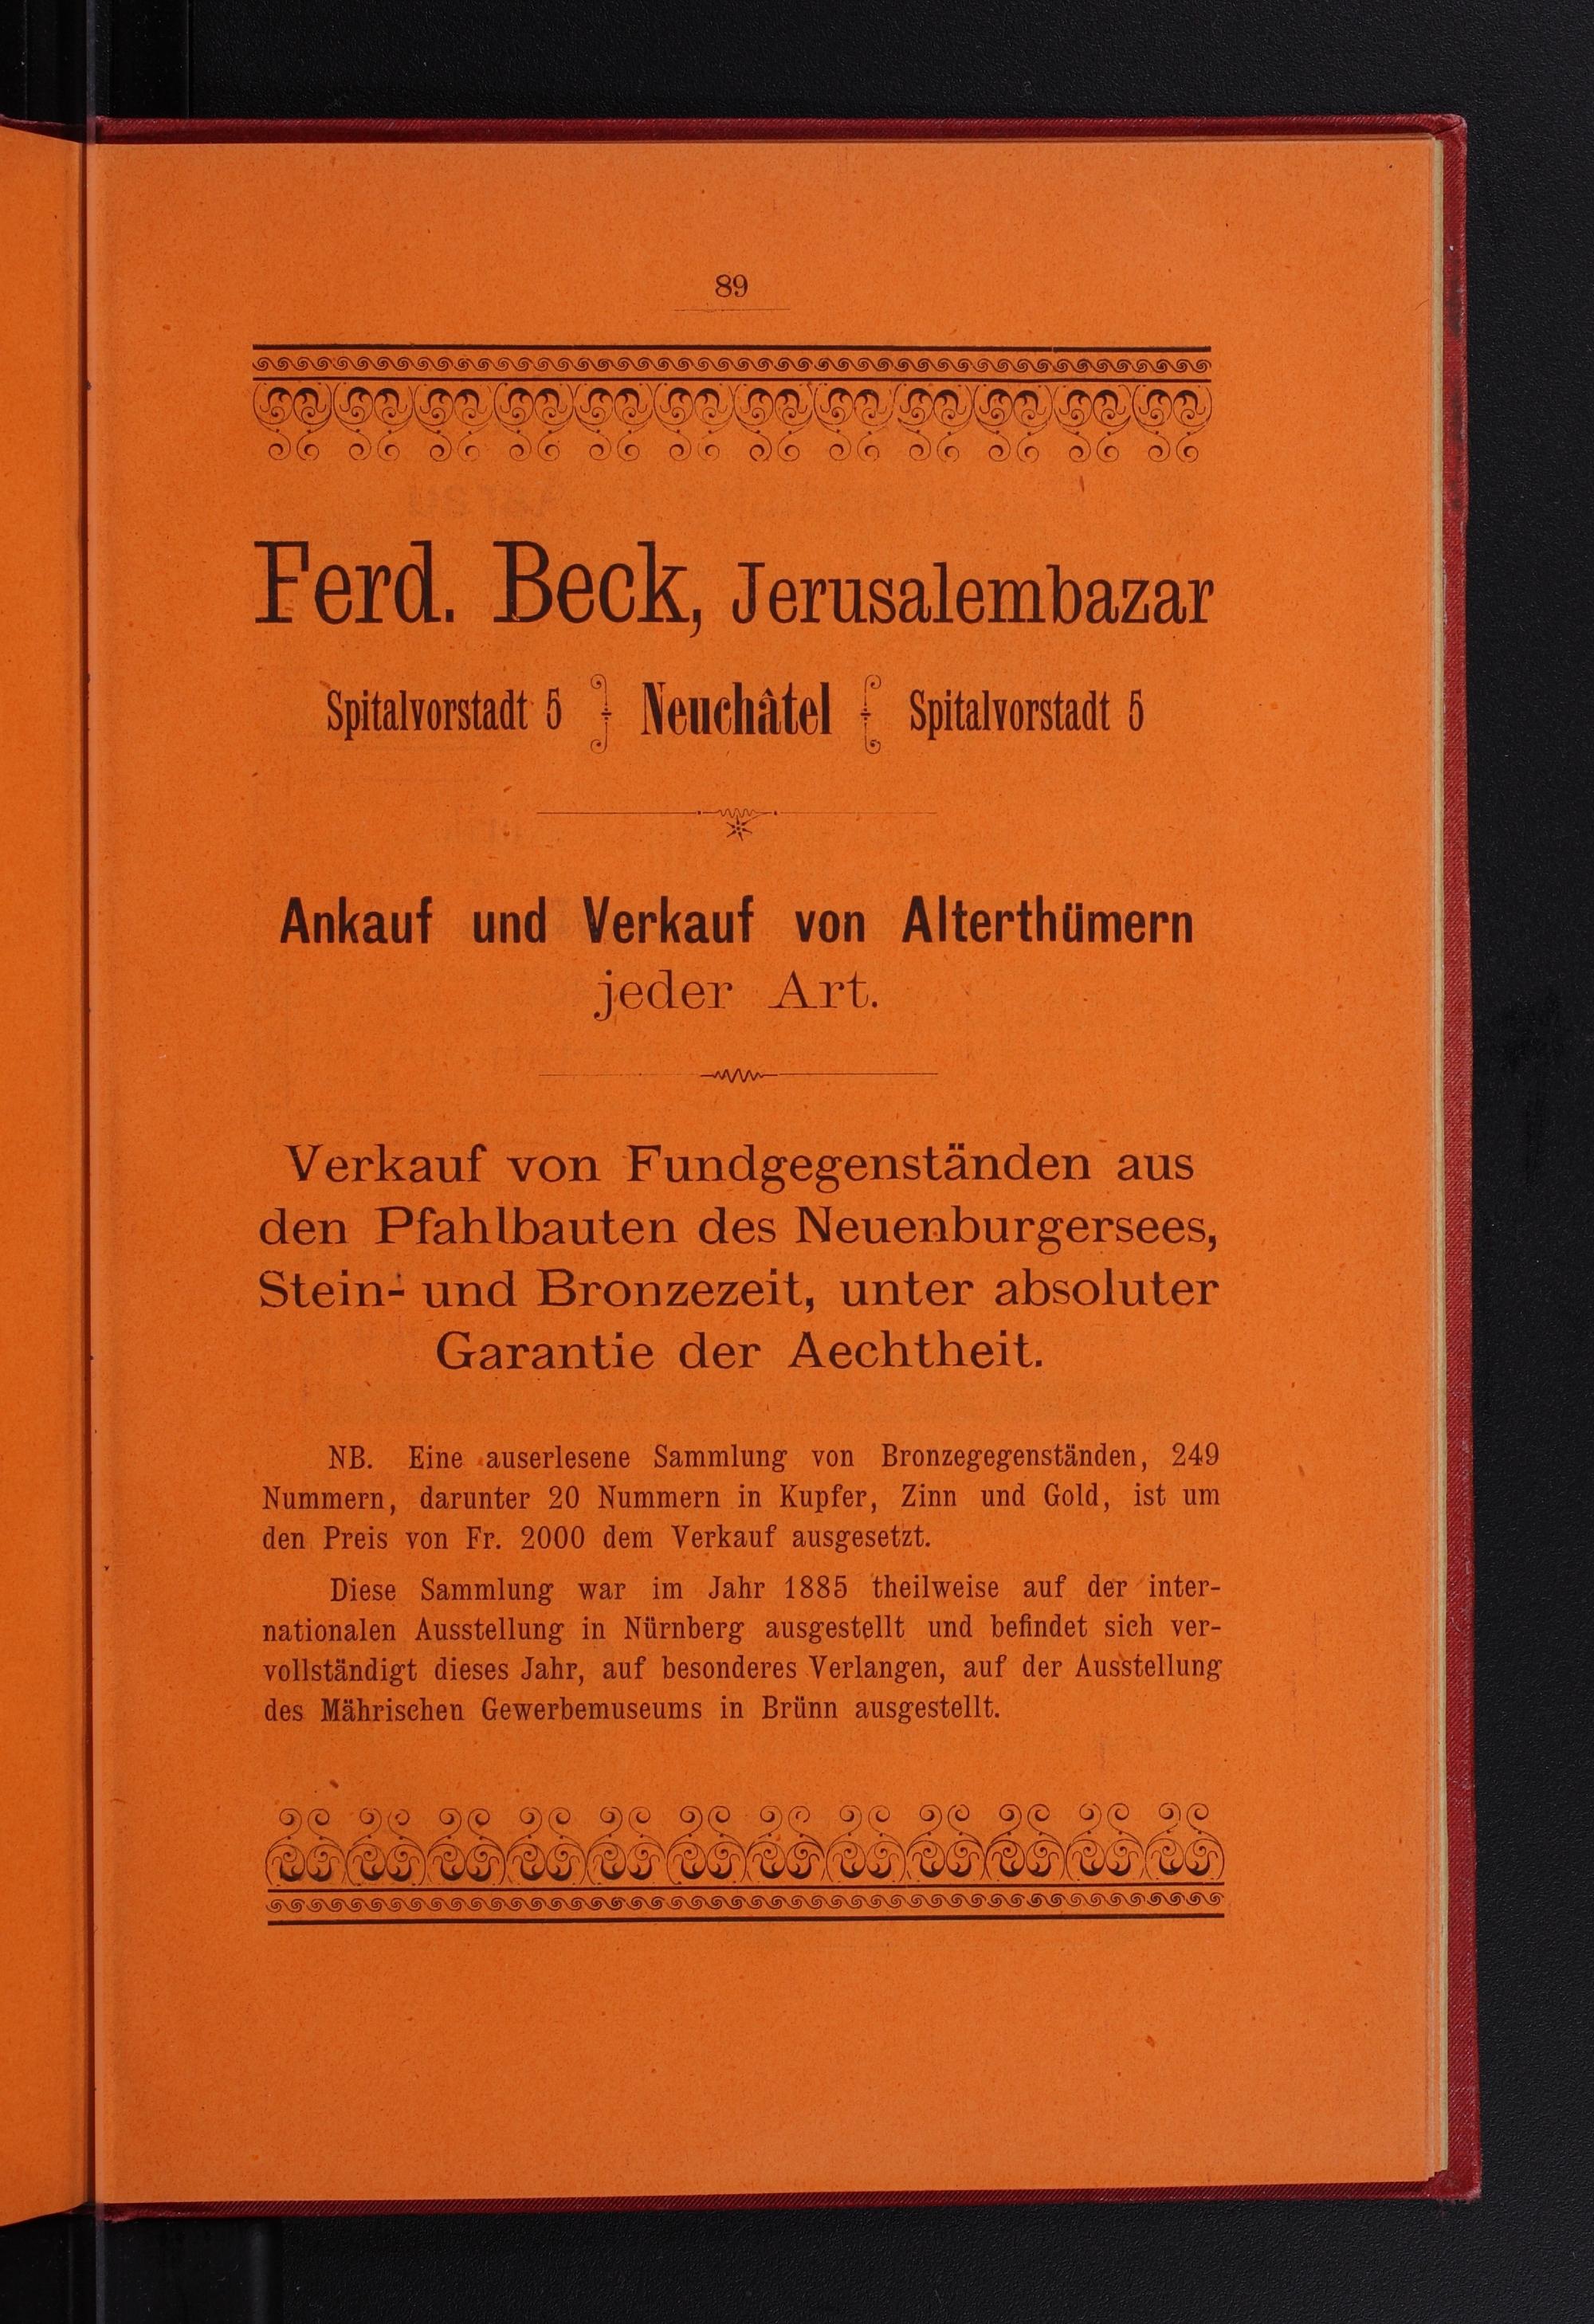 89
Ferd. Beck, Jerusalembazar
Spitalvorstadt 5 Neuchâtel Spitalvorstadt 5
Ankauf und Verkauf von Alterthümern
jeder Art.
Verkauf von Fundgegenständen aus
den Pfahlbauten des Neuenburgersees,
Stein- und Bronzezeit, unter absoluter
Garantie der Aechtheit.
NB. Eine auserlesene Sammlung von Bronzegegenständen, 249
Nummern, darunter 20 Nummern in Kupfer, Zinn und Gold, ist um
den Preis von Fr. 2000 dem Verkauf ausgesetzt.
Diese Sammlung war im Jahr 1885 theilweise auf der inter-
nationalen Ausstellung in Nürnberg ausgestellt und befindet sich ver-
vollständigt dieses Jahr, auf besonderes Verlangen, auf der Ausstellung
des Mährischen Gewerbemuseums in Brünn ausgestellt.